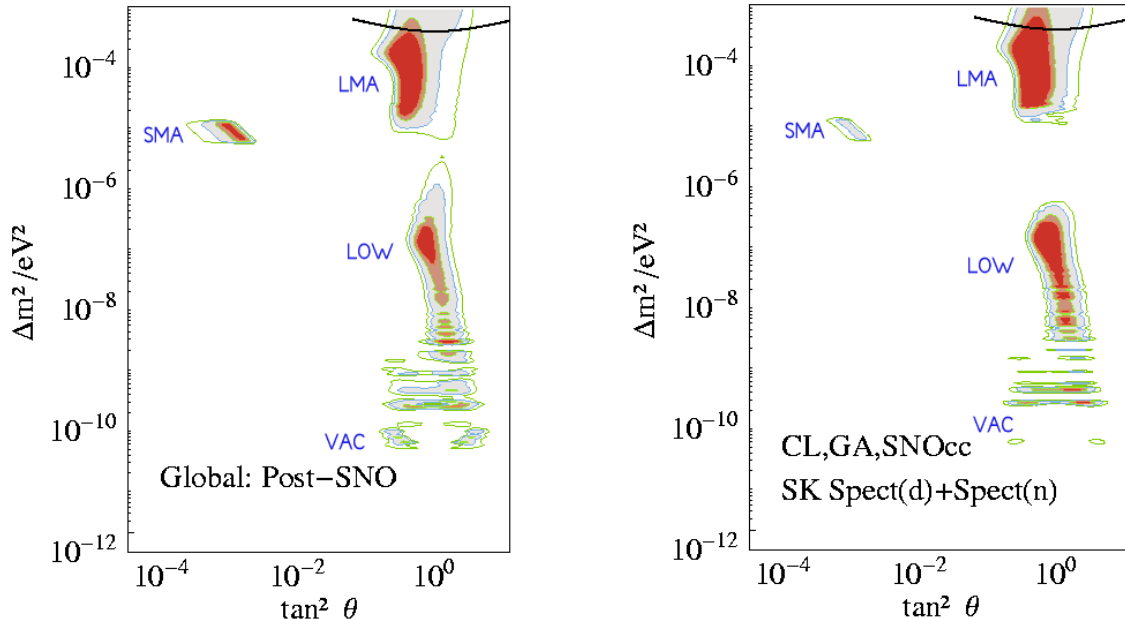 10⁻⁴
10⁻⁶
10⁻⁸
10⁻¹⁰
10⁻¹²
Δm²/eV²
LMA
SMA
LOW
VAC
Global: Post−SNO
10⁻⁴
10⁻²
10⁰
tan² θ
10⁻⁴
10⁻⁶
10⁻⁸
10⁻¹⁰
10⁻¹²
Δm²/eV²
LMA
SMA
LOW
VAC
CL,GA,SNOcc
SK Spect(d)+Spect(n)
10⁻⁴
10⁻²
10⁰
tan² θ